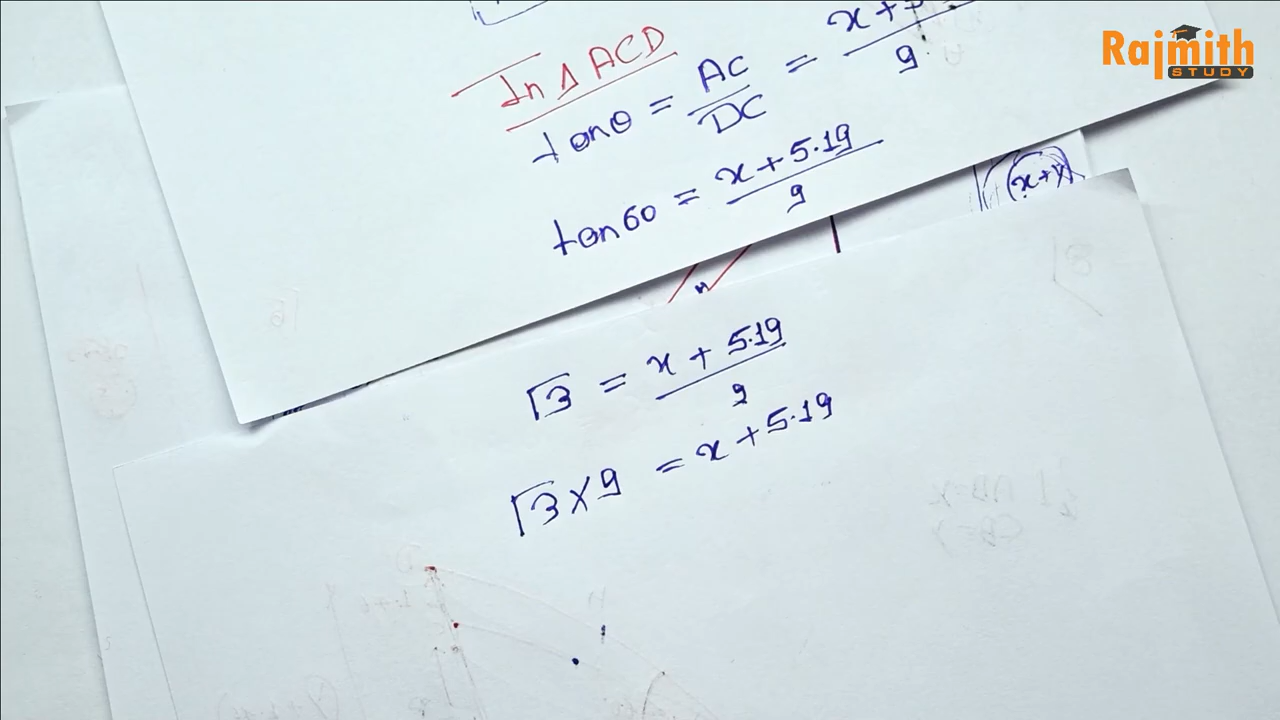 Rajmith
STUDY
In Δ ACD
tanθ = AC/DC = x+ /9
tan60 = x+5.19/9
(x+y)
√3 = x + 5.19/9
√3 × 9 = x + 5.19